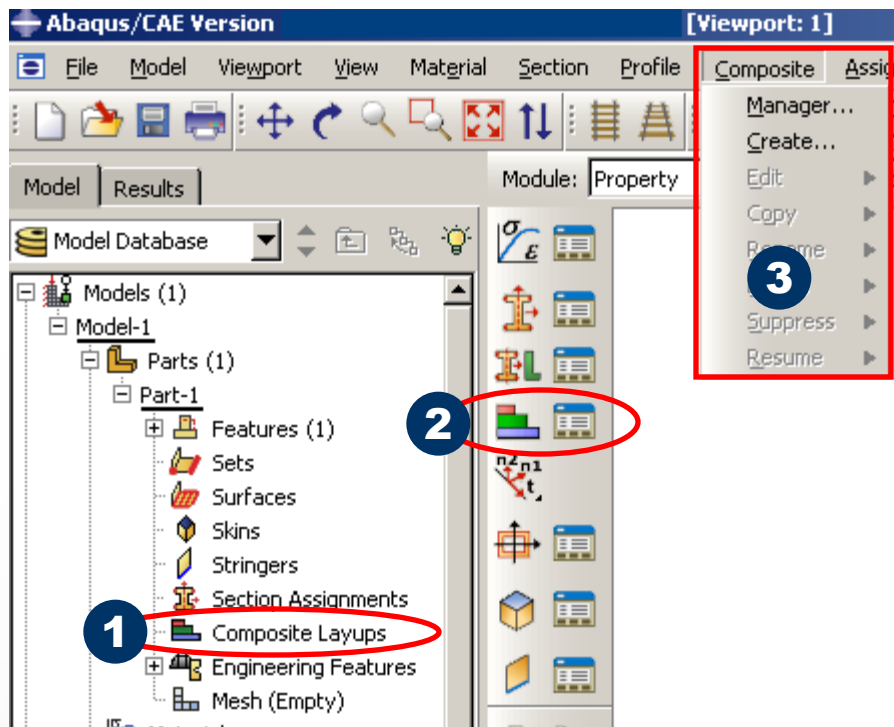 Abaqus/CAE Version [Viewport: 1]
File Model Viewport View Material Section Profile Composite
Manager...
Create...
Edit
Copy
3
Suppress
Resume
Model Results
Module: Property
Model Database
σ
ε
Models (1)
Model-1
Parts (1)
Part-1
Features (1)
2
Sets
n2 n1
t
Surfaces
Skins
Stringers
Section Assignments
1
Composite Layups
Engineering Features
Mesh (Empty)